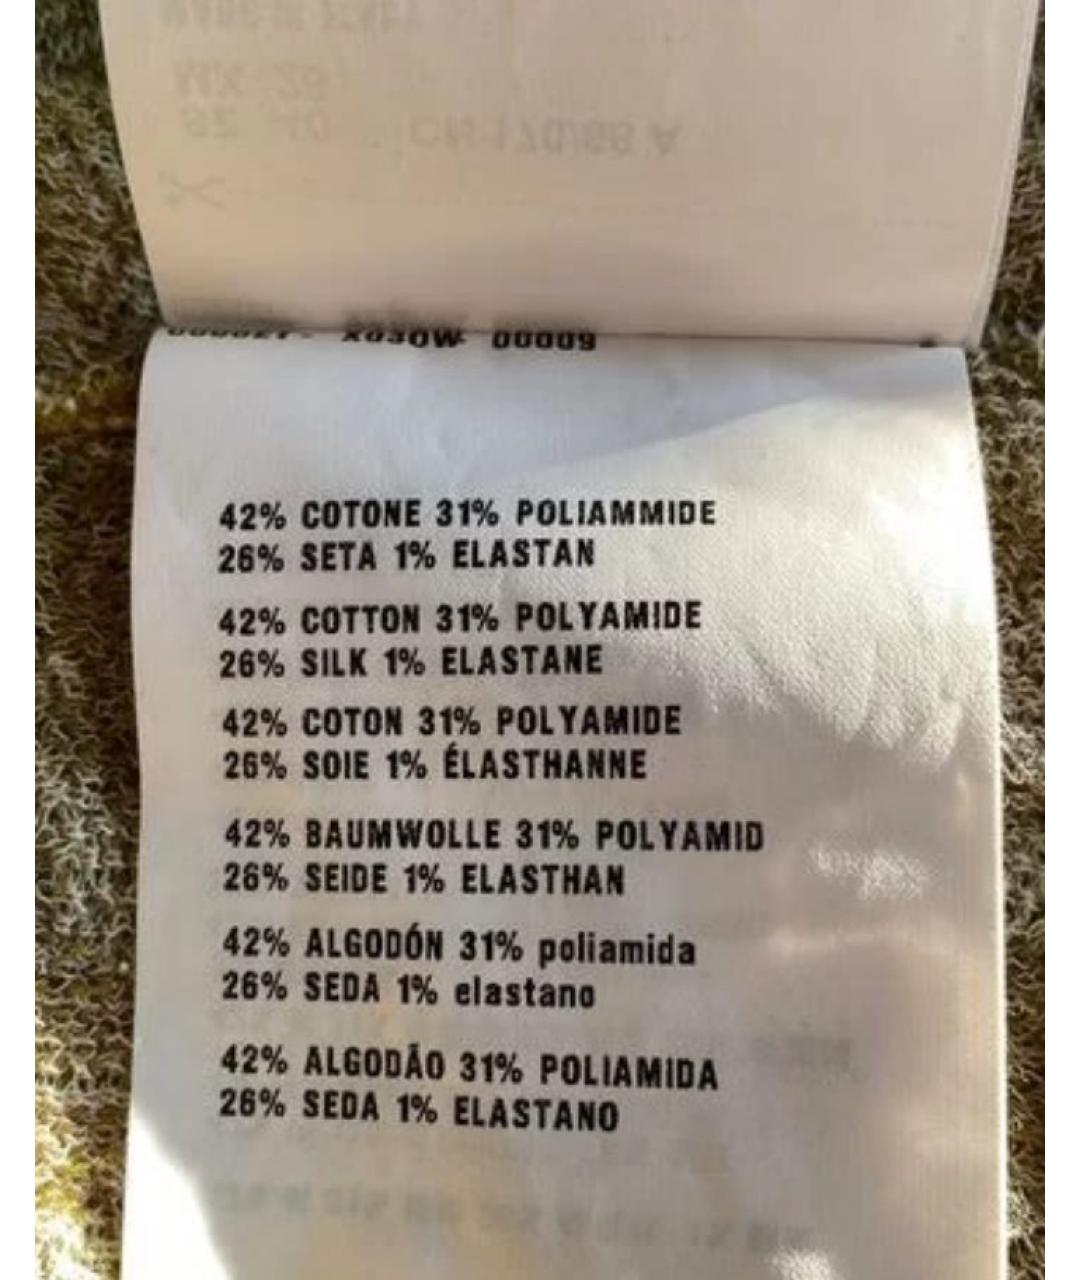 42% COTONE 31% POLIAMMIDE
26% SETA 1% ELASTAN
42% COTTON 31% POLYAMIDE
26% SILK 1% ELASTANE
42% COTON 31% POLYAMIDE
26% SOIE 1% ÉLASTHANNE
42% BAUMWOLLE 31% POLYAMID
26% SEIDE 1% ELASTHAN
42% ALGODÓN 31% poliamida
26% SEDA 1% elastano
42% ALGODÃO 31% POLIAMIDA
26% SEDA 1% ELASTANO